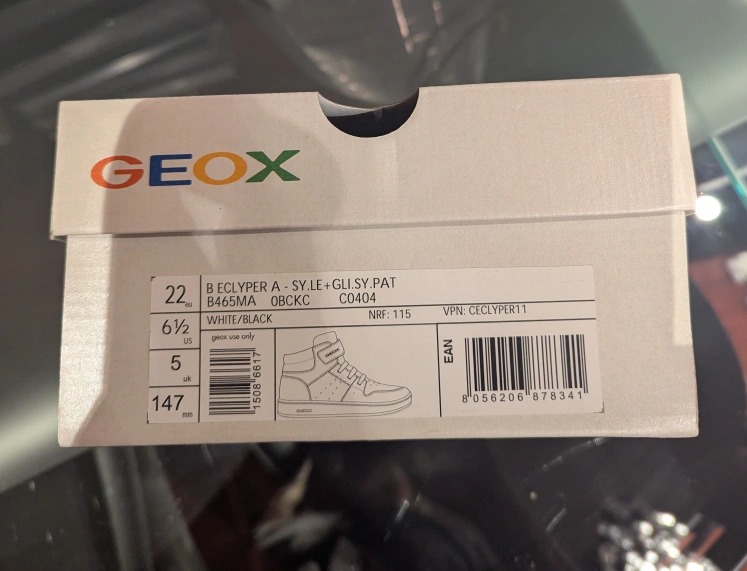 GEOX
22 eu
6½ US
5 uk
147 mm
B ECLYPER A - SY.LE+GLI.SY.PAT
B465MA 0BCKC C0404
WHITE/BLACK NRF: 115 VPN: CECLYPER11
geox use only
1508 6617
GEOX
EAN
8 056206 878341